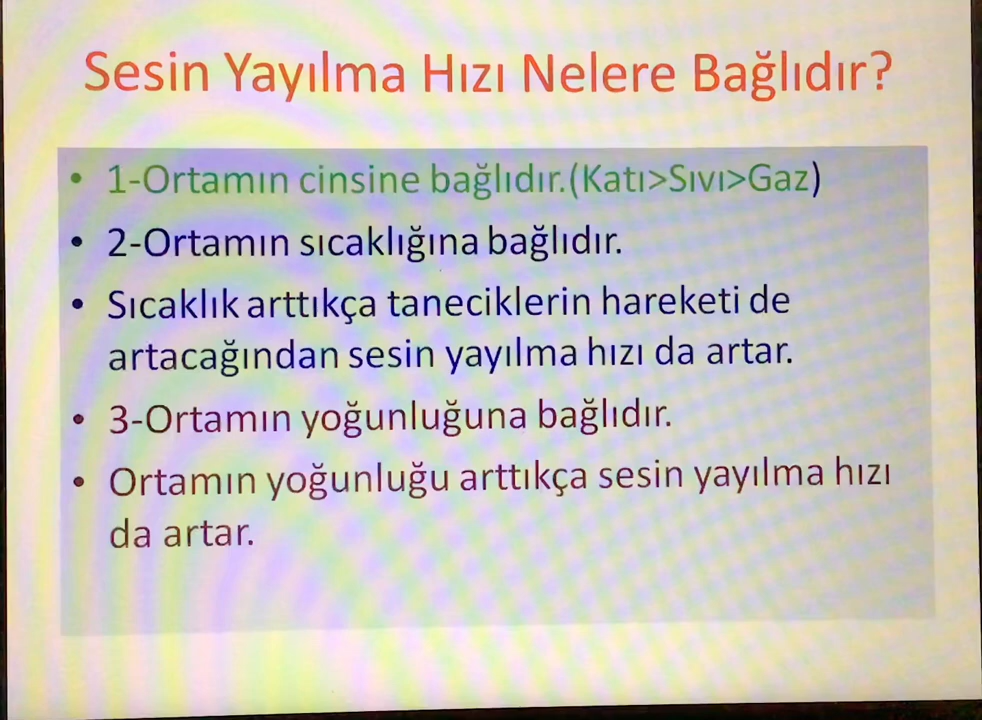 Sesin Yayılma Hızı Nelere Bağlıdır?
• 1-Ortamın cinsine bağlıdır.(Katı>Sıvı>Gaz)
• 2-Ortamın sıcaklığına bağlıdır.
• Sıcaklık arttıkça taneciklerin hareketi de
artacağından sesin yayılma hızı da artar.
• 3-Ortamın yoğunluğuna bağlıdır.
• Ortamın yoğunluğu arttıkça sesin yayılma hızı
da artar.